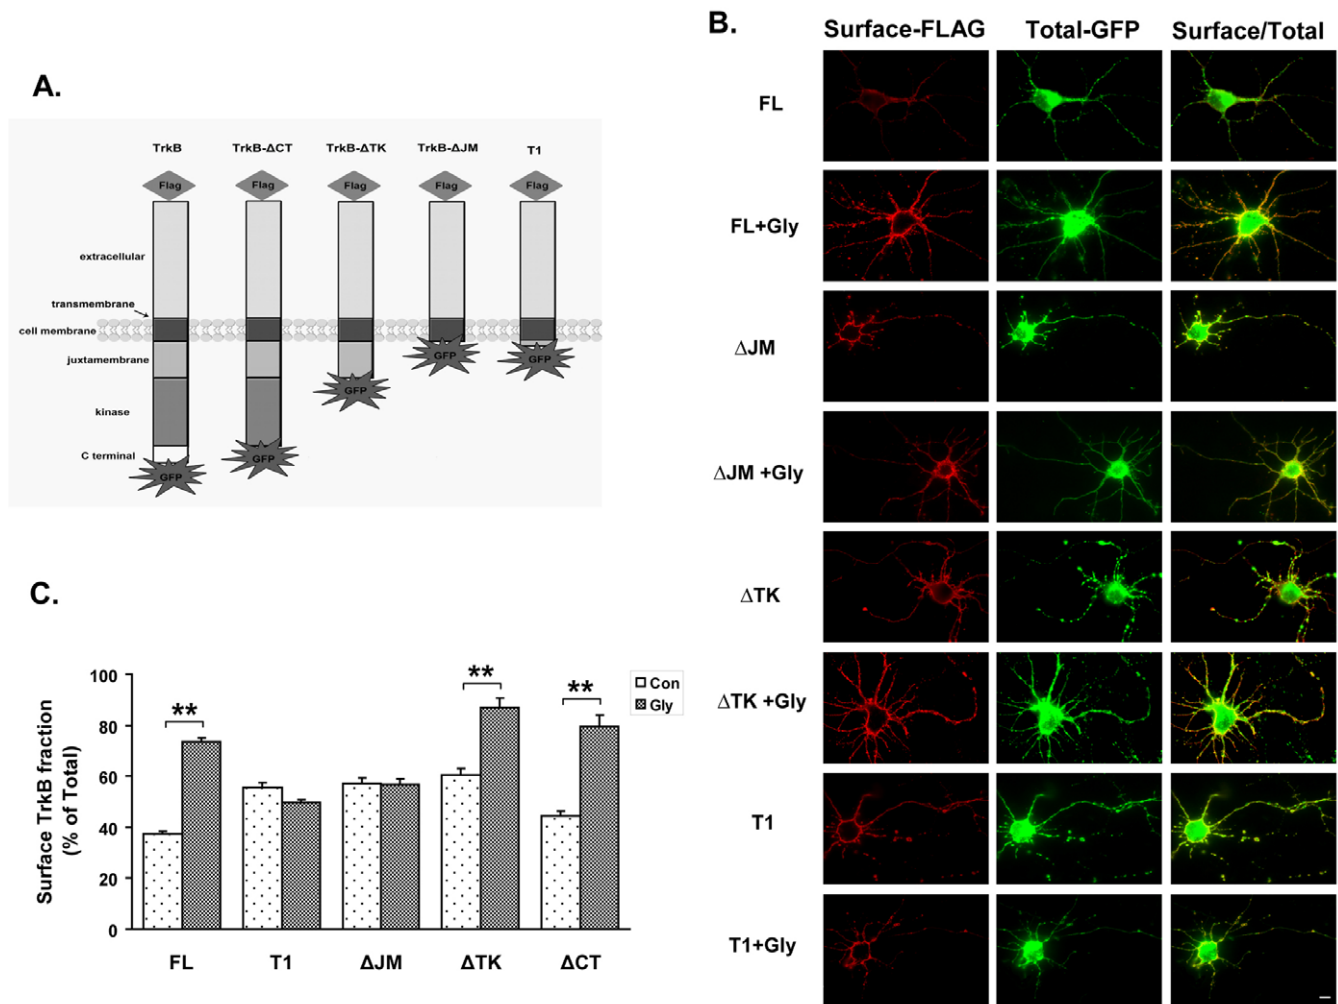 A.
TrkB TrkB-ΔCT TrkB-ΔTK TrkB-ΔJM T1
Flag Flag Flag Flag Flag
extracellular
transmembrane
cell membrane
juxtamembrane
kinase
C terminal
GFP GFP GFP GFP GFP
B.
Surface-FLAG Total-GFP Surface/Total
FL
FL+Gly
ΔJM
ΔJM +Gly
ΔTK
ΔTK +Gly
T1
T1+Gly
C.
Surface TrkB fraction
(% of Total)
100
80
60
40
20
0
** ** **
Con
Gly
FL T1 ΔJM ΔTK ΔCT